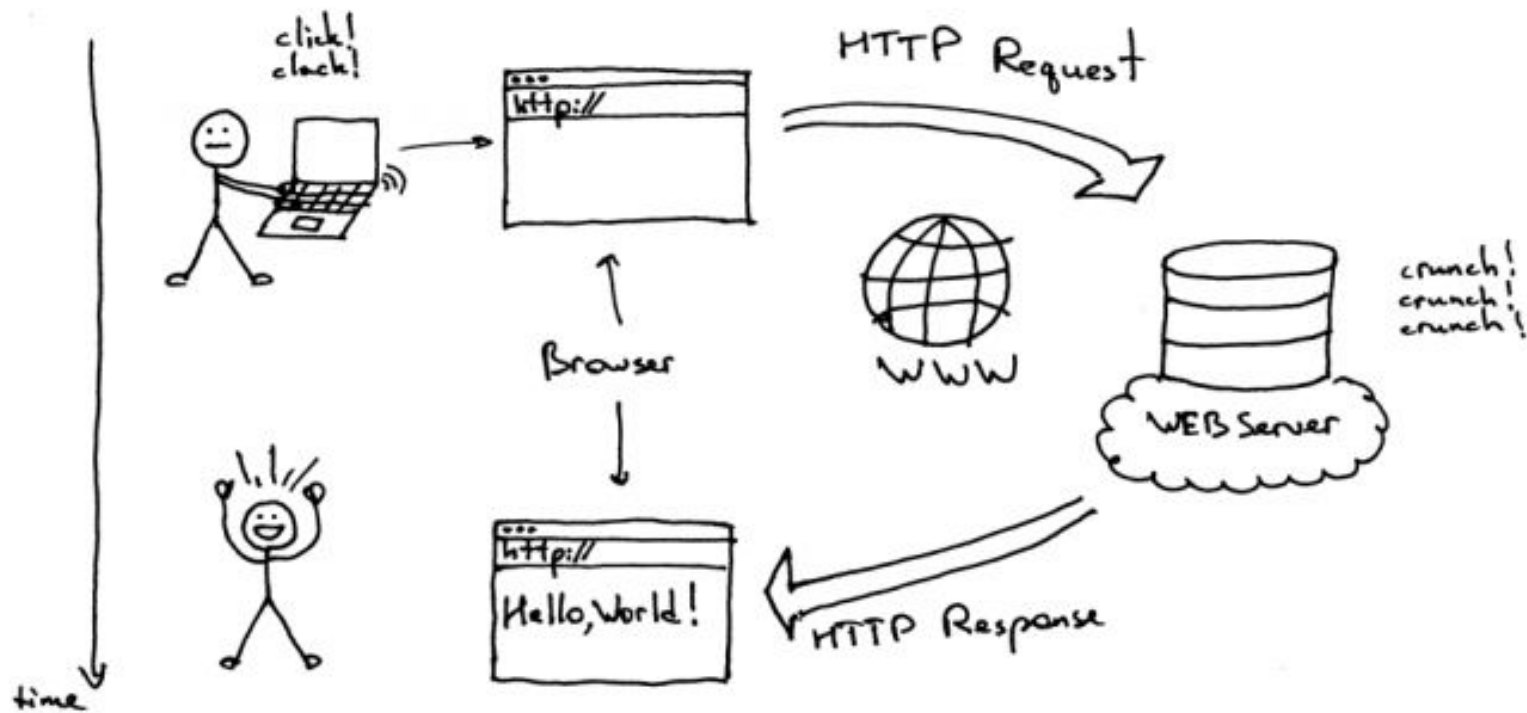 click!
clack!
HTTP Request
http://
crunch!
crunch!
crunch!
Browser
WWW
WEB Server
http://
Hello, World!
HTTP Response
time